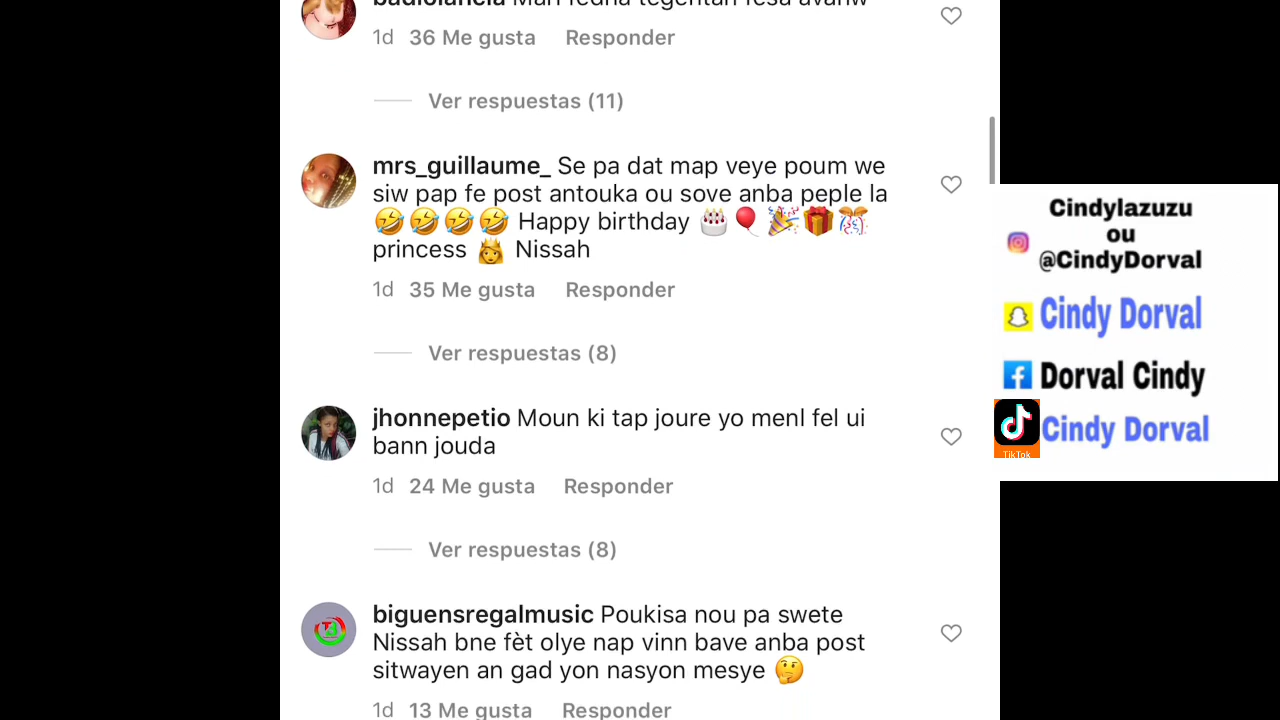 1d 36 Me gusta Responder
Ver respuestas (11)
mrs_guillaume_ Se pa dat map veye poum we
siw pap fe post antouka ou sove anba peple la
🤣🤣🤣🤣 Happy birthday 🎂🎈🎉🎁🎊
princess 👸 Nissah
1d 35 Me gusta Responder
Ver respuestas (8)
jhonnepetio Moun ki tap joure yo menl fel ui
bann jouda
1d 24 Me gusta Responder
Ver respuestas (8)
biguensregalmusic Poukisa nou pa swete
Nissah bne fèt olye nap vinn bave anba post
sitwayen an gad yon nasyon mesye 🤔
1d 13 Me gusta Responder
Cindylazuzu
ou
@CindyDorval
Cindy Dorval
Dorval Cindy
Cindy Dorval
TikTok